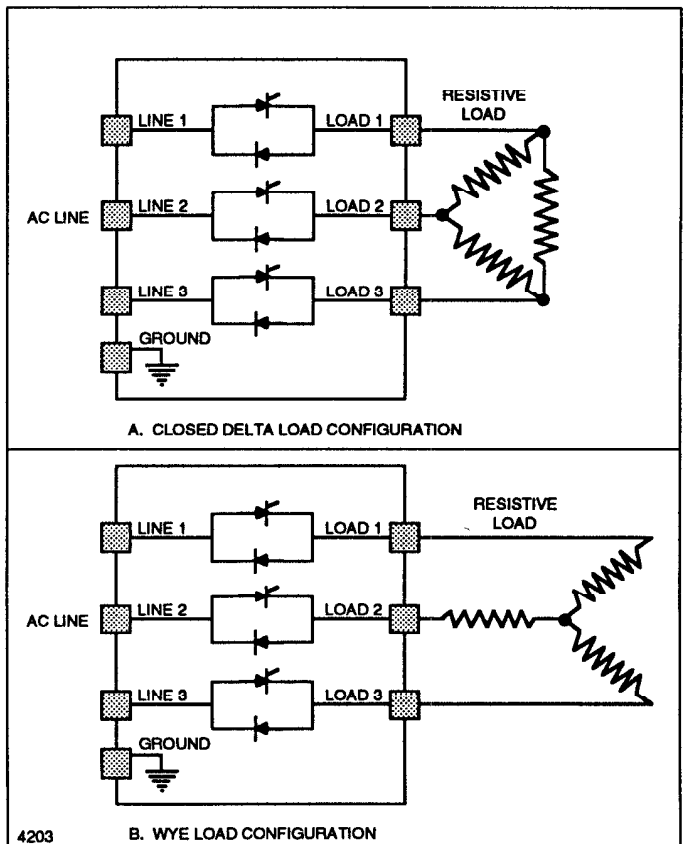 RESISTIVE
LOAD
LINE 1 LOAD 1
AC LINE LINE 2 LOAD 2
LINE 3 LOAD 3
GROUND
A. CLOSED DELTA LOAD CONFIGURATION
RESISTIVE
LOAD
LINE 1 LOAD 1
AC LINE LINE 2 LOAD 2
LINE 3 LOAD 3
GROUND
4203 B. WYE LOAD CONFIGURATION